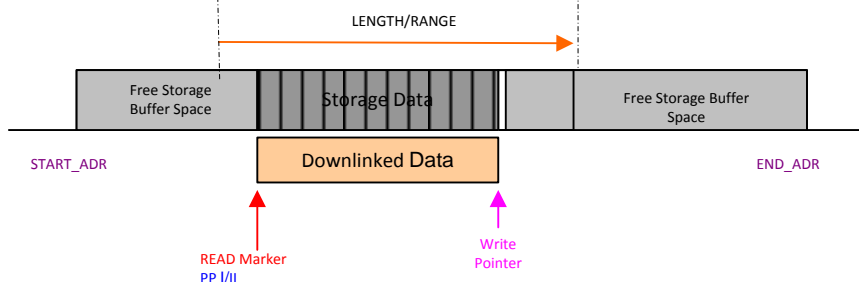 LENGTH/RANGE
Free Storage
Buffer Space
Storage Data
Free Storage Buffer
Space
Downlinked Data
START_ADR
END_ADR
READ Marker
PP I/II
Write
Pointer